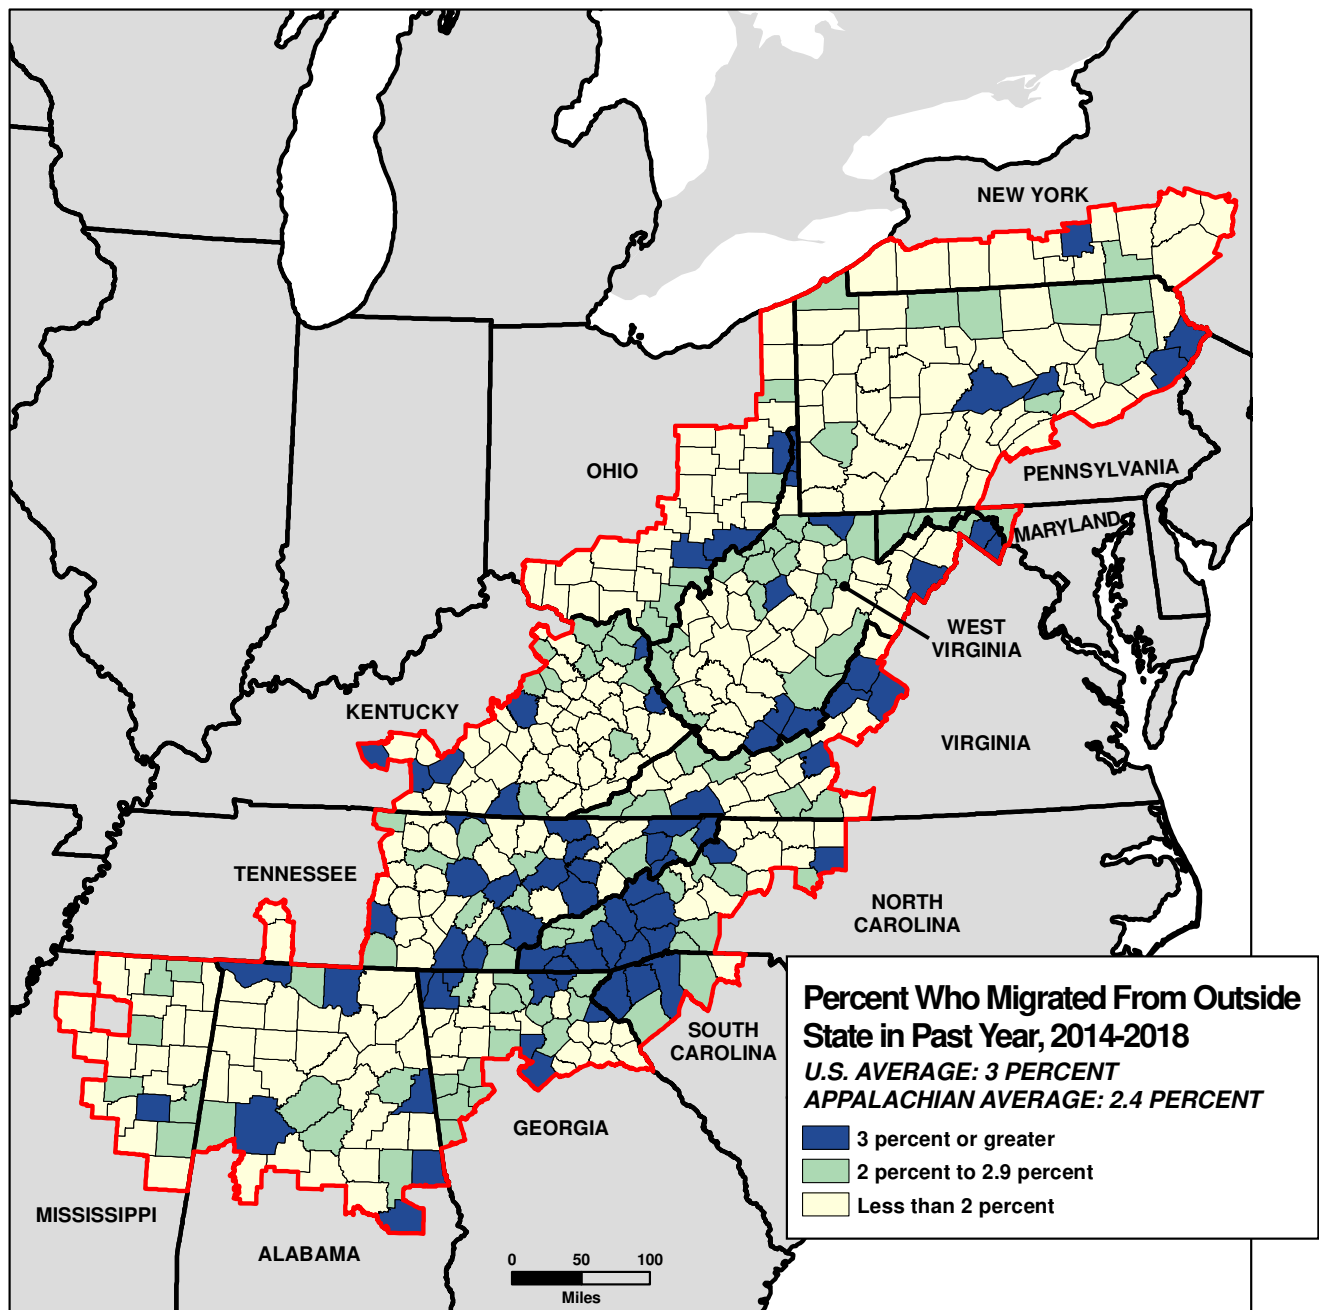 NEW YORK
OHIO
PENNSYLVANIA
MARYLAND
WEST
VIRGINIA
KENTUCKY
VIRGINIA
TENNESSEE
NORTH
CAROLINA
SOUTH
CAROLINA
GEORGIA
MISSISSIPPI
ALABAMA
Percent Who Migrated From Outside
State in Past Year, 2014-2018
U.S. AVERAGE: 3 PERCENT
APPALACHIAN AVERAGE: 2.4 PERCENT
3 percent or greater
2 percent to 2.9 percent
Less than 2 percent
0 50 100
Miles